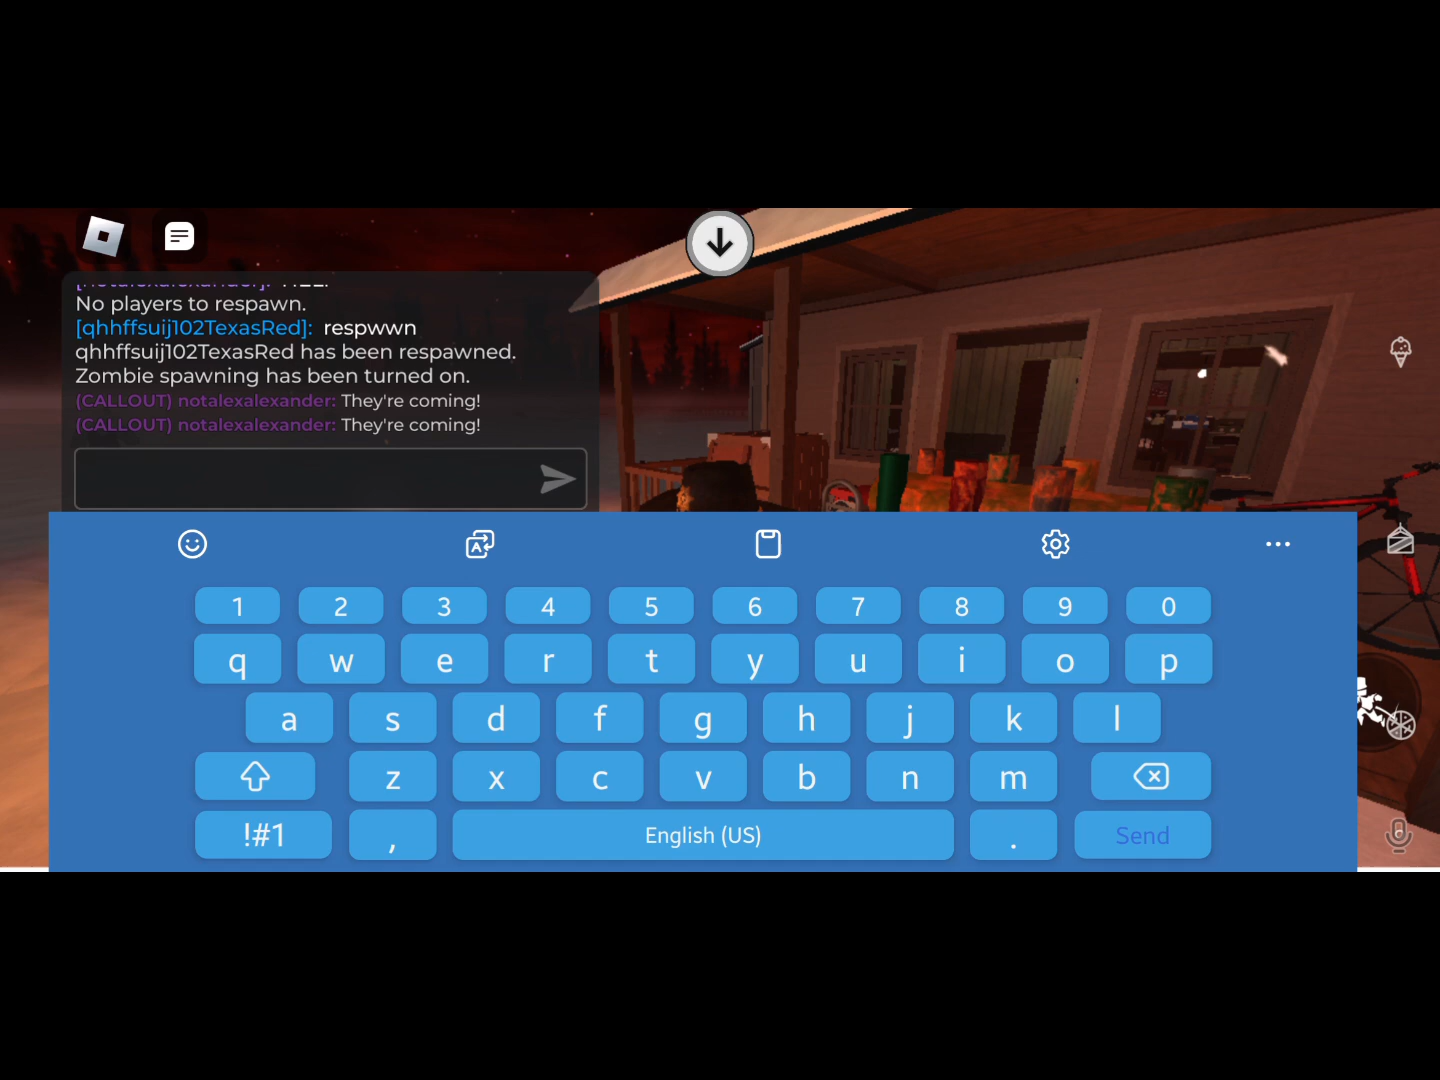 No players to respawn.
[qhhffsuij102TexasRed]: respwwn
qhhffsuij102TexasRed has been respawned.
Zombie spawning has been turned on.
(CALLOUT) notalexalexander: They're coming!
(CALLOUT) notalexalexander: They're coming!
1 2 3 4 5 6 7 8 9 0
q w e r t y u i o p
a s d f g h j k l
z x c v b n m
!#1 , English (US) . Send